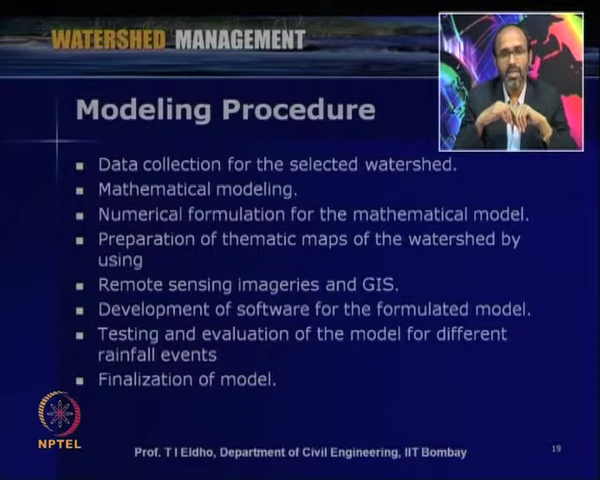 WATERSHED MANAGEMENT
Modeling Procedure
Data collection for the selected watershed.
Mathematical modeling.
Numerical formulation for the mathematical model.
Preparation of thematic maps of the watershed by
using
Remote sensing imageries and GIS.
Development of software for the formulated model.
Testing and evaluation of the model for different
rainfall events
Finalization of model.
NPTEL
Prof. T I Eldho, Department of Civil Engineering, IIT Bombay
19